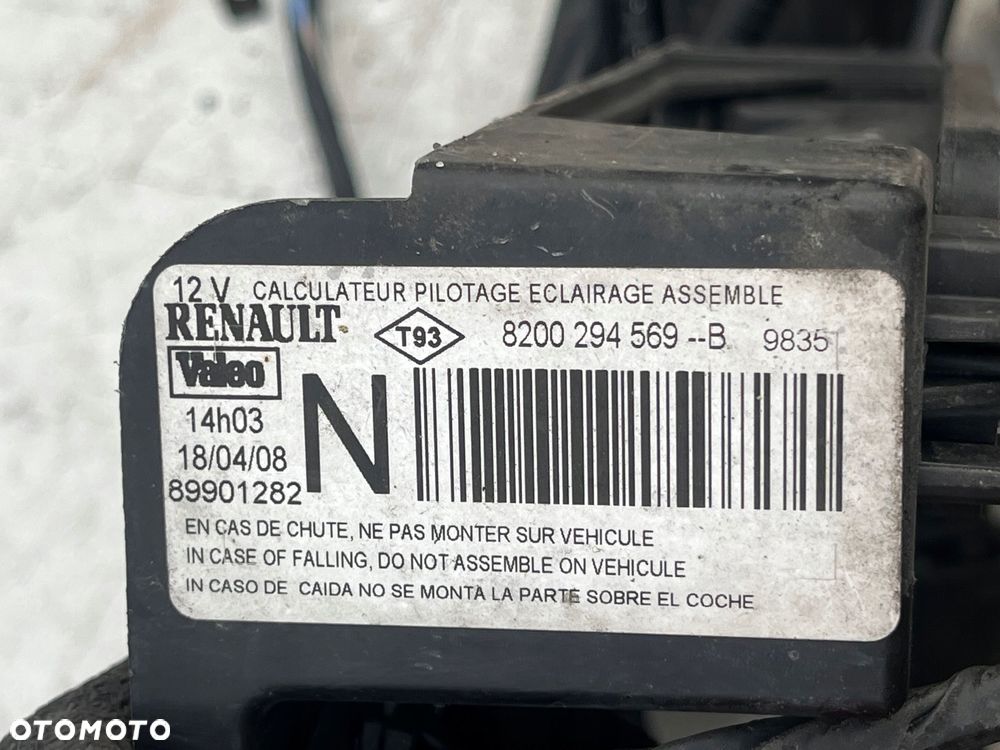 12 V CALCULATEUR PILOTAGE ECLAIRAGE ASSEMBLE
RENAULT T93 8200 294 569 --B 9835
Valeo
14h03
18/04/08
89901282
N
EN CAS DE CHUTE, NE PAS MONTER SUR VEHICULE
IN CASE OF FALLING, DO NOT ASSEMBLE ON VEHICULE
IN CASO DE CAIDA NO SE MONTA LA PARTE SOBRE EL COCHE
OTOMOTO